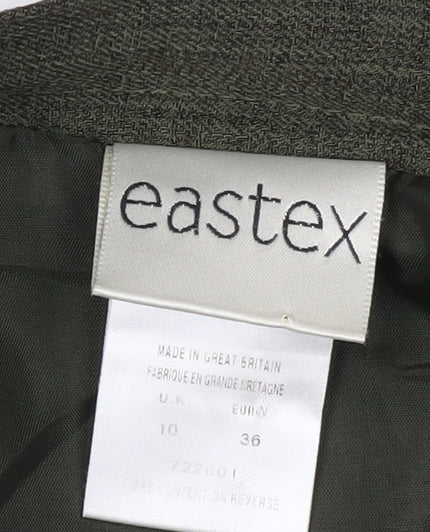 eastex
MADE IN GREAT BRITAIN
FABRIQUE EN GRANDE BRETAGNE
U.K. EURO
10 36
722601
FIBRE CONTENT ON REVERSE